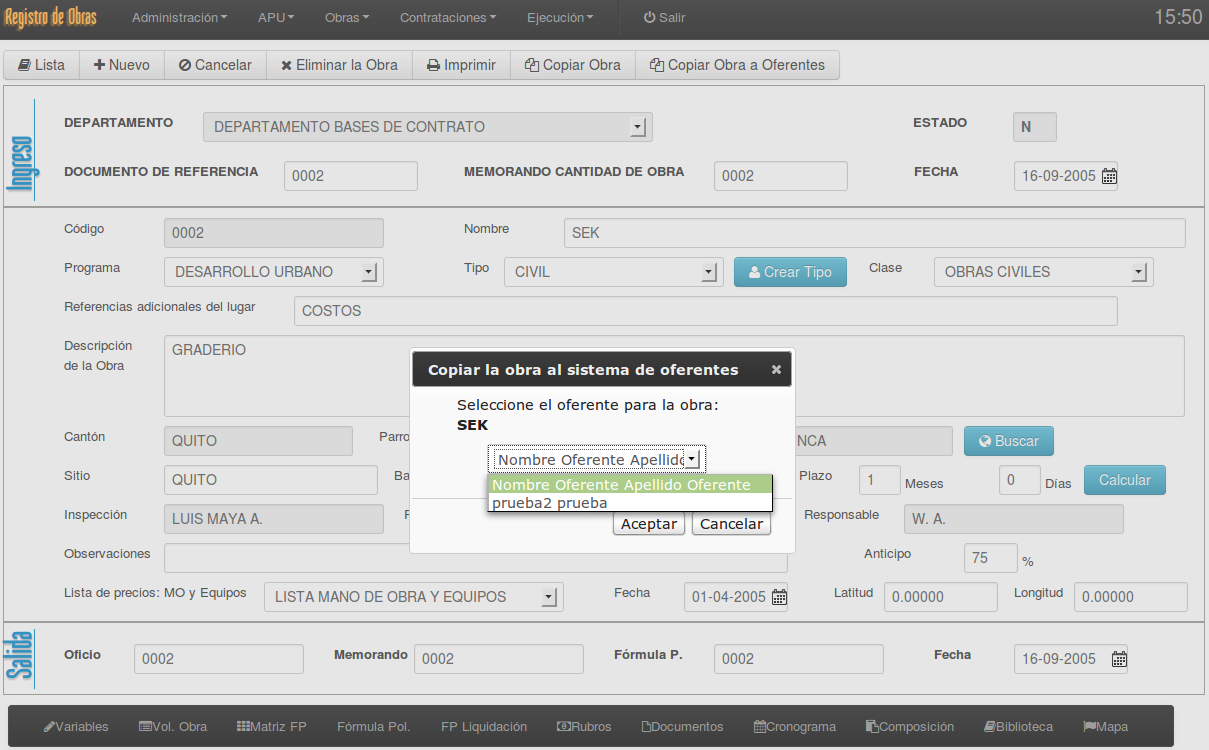 Registro de Obras Administración APU Obras Contrataciones Ejecución Salir 15:50
Lista Nuevo Cancelar Eliminar la Obra Imprimir Copiar Obra Copiar Obra a Oferentes
Ingreso
DEPARTAMENTO DEPARTAMENTO BASES DE CONTRATO ESTADO N
DOCUMENTO DE REFERENCIA 0002 MEMORANDO CANTIDAD DE OBRA 0002 FECHA 16-09-2005
Código 0002 Nombre SEK
Programa DESARROLLO URBANO Tipo CIVIL Crear Tipo Clase OBRAS CIVILES
Referencias adicionales del lugar COSTOS
Descripción de la Obra GRADERIO
Copiar la obra al sistema de oferentes
Seleccione el oferente para la obra:
SEK
Nombre Oferente Apellido
Nombre Oferente Apellido Oferente
prueba2 prueba
Aceptar Cancelar
Cantón QUITO Parro NCA Buscar
Sitio QUITO Ba Plazo 1 Meses 0 Días Calcular
Inspección LUIS MAYA A. Responsable W. A.
Observaciones Anticipo 75 %
Lista de precios: MO y Equipos LISTA MANO DE OBRA Y EQUIPOS Fecha 01-04-2005 Latitud 0.00000 Longitud 0.00000
Salida
Oficio 0002 Memorando 0002 Fórmula P. 0002 Fecha 16-09-2005
Variables Vol. Obra Matriz FP Fórmula Pol. FP Liquidación Rubros Documentos Cronograma Composición Biblioteca Mapa